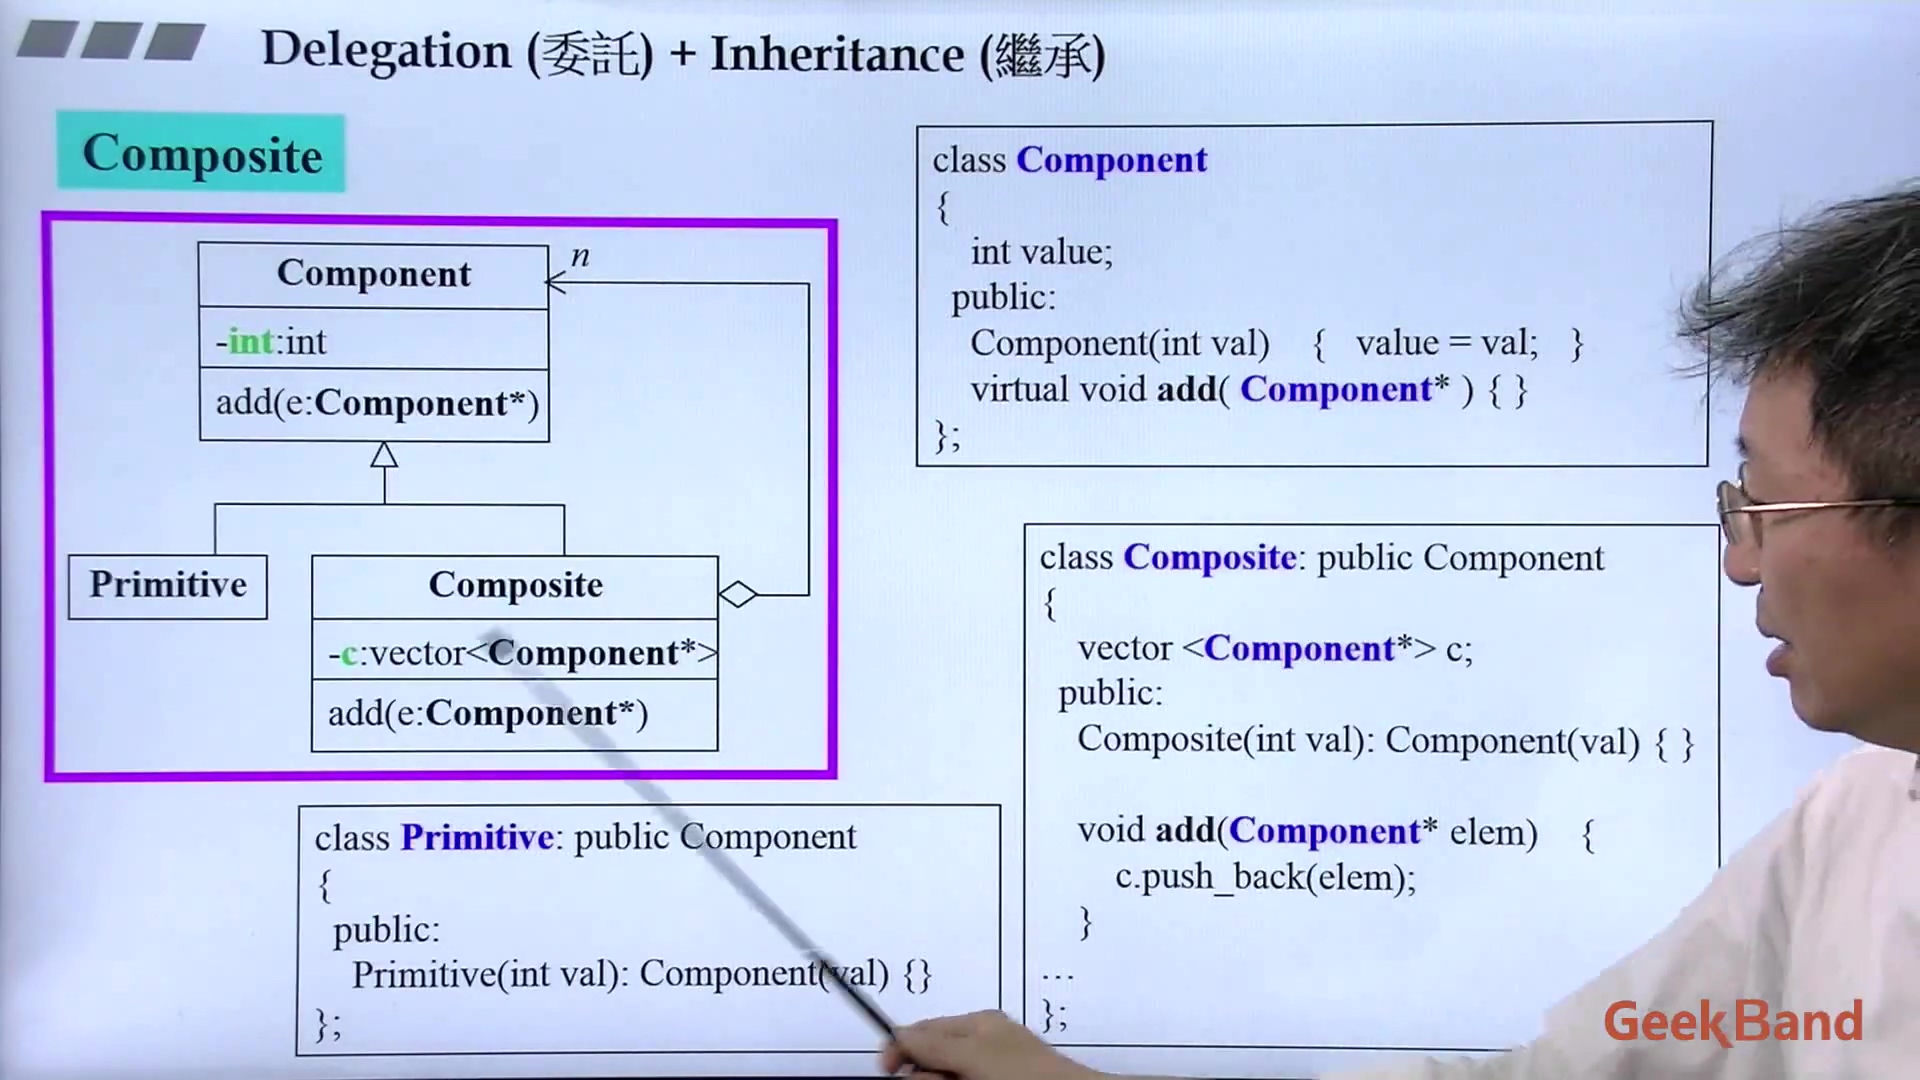 Delegation (委託) + Inheritance (繼承)
Composite
Component
n
-int:int
add(e:Component*)
Primitive
Composite
-c:vector<Component*>
add(e:Component*)
class Component
{
int value;
public:
Component(int val) { value = val; }
virtual void add( Component* ) { }
};
class Primitive: public Component
{
public:
Primitive(int val): Component(val) {}
};
class Composite: public Component
{
vector <Component*> c;
public:
Composite(int val): Component(val) { }
void add(Component* elem) {
c.push_back(elem);
}
…
};
GeekBand